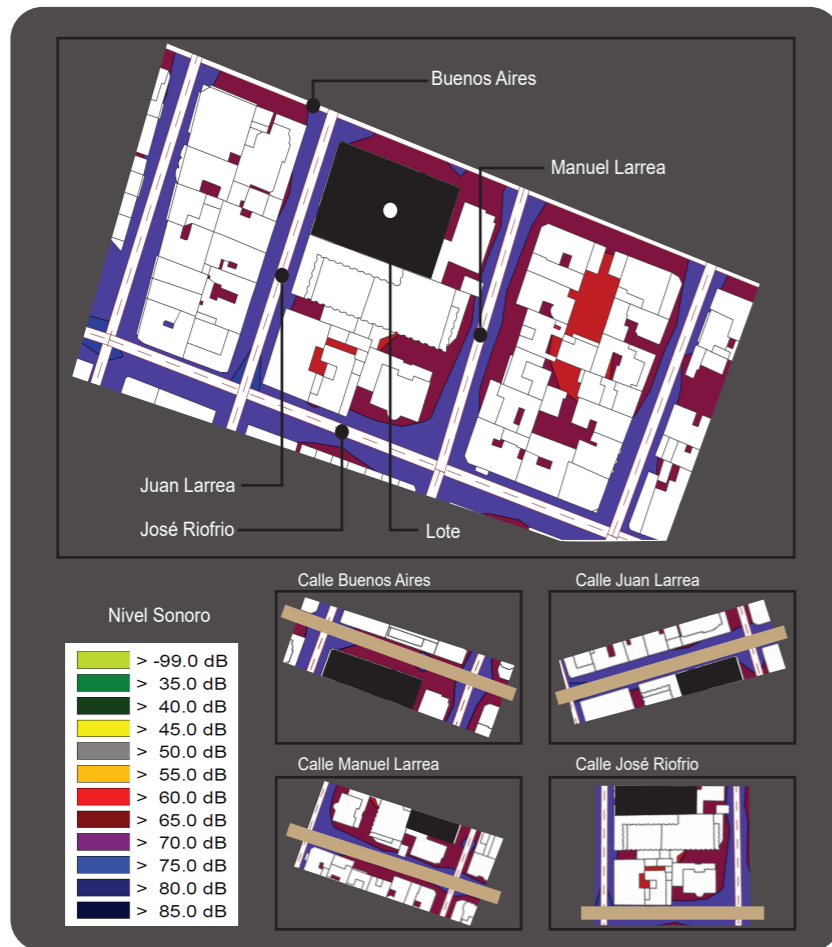 Buenos Aires
Manuel Larrea
Juan Larrea
José Riofrio
Lote
Nivel Sonoro
> -99.0 dB
> 35.0 dB
> 40.0 dB
> 45.0 dB
> 50.0 dB
> 55.0 dB
> 60.0 dB
> 65.0 dB
> 70.0 dB
> 75.0 dB
> 80.0 dB
> 85.0 dB
Calle Buenos Aires
Calle Juan Larrea
Calle Manuel Larrea
Calle José Riofrio